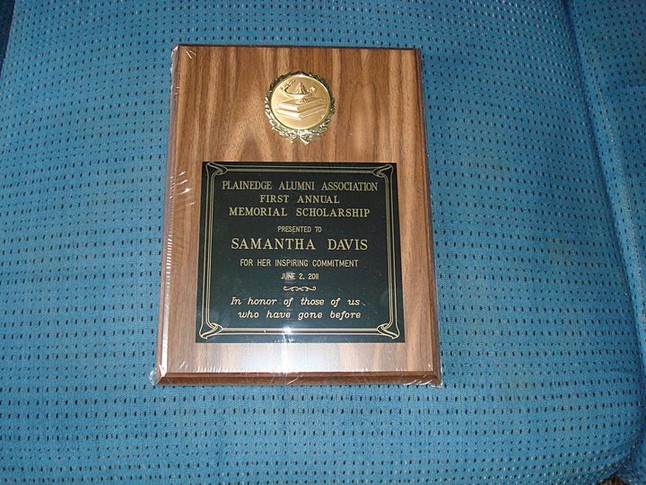 PLAINEDGE ALUMNI ASSOCIATION
FIRST ANNUAL
MEMORIAL SCHOLARSHIP
PRESENTED TO
SAMANTHA DAVIS
FOR HER INSPIRING COMMITMENT
JUNE 2, 2011
In honor of those of us
who have gone before